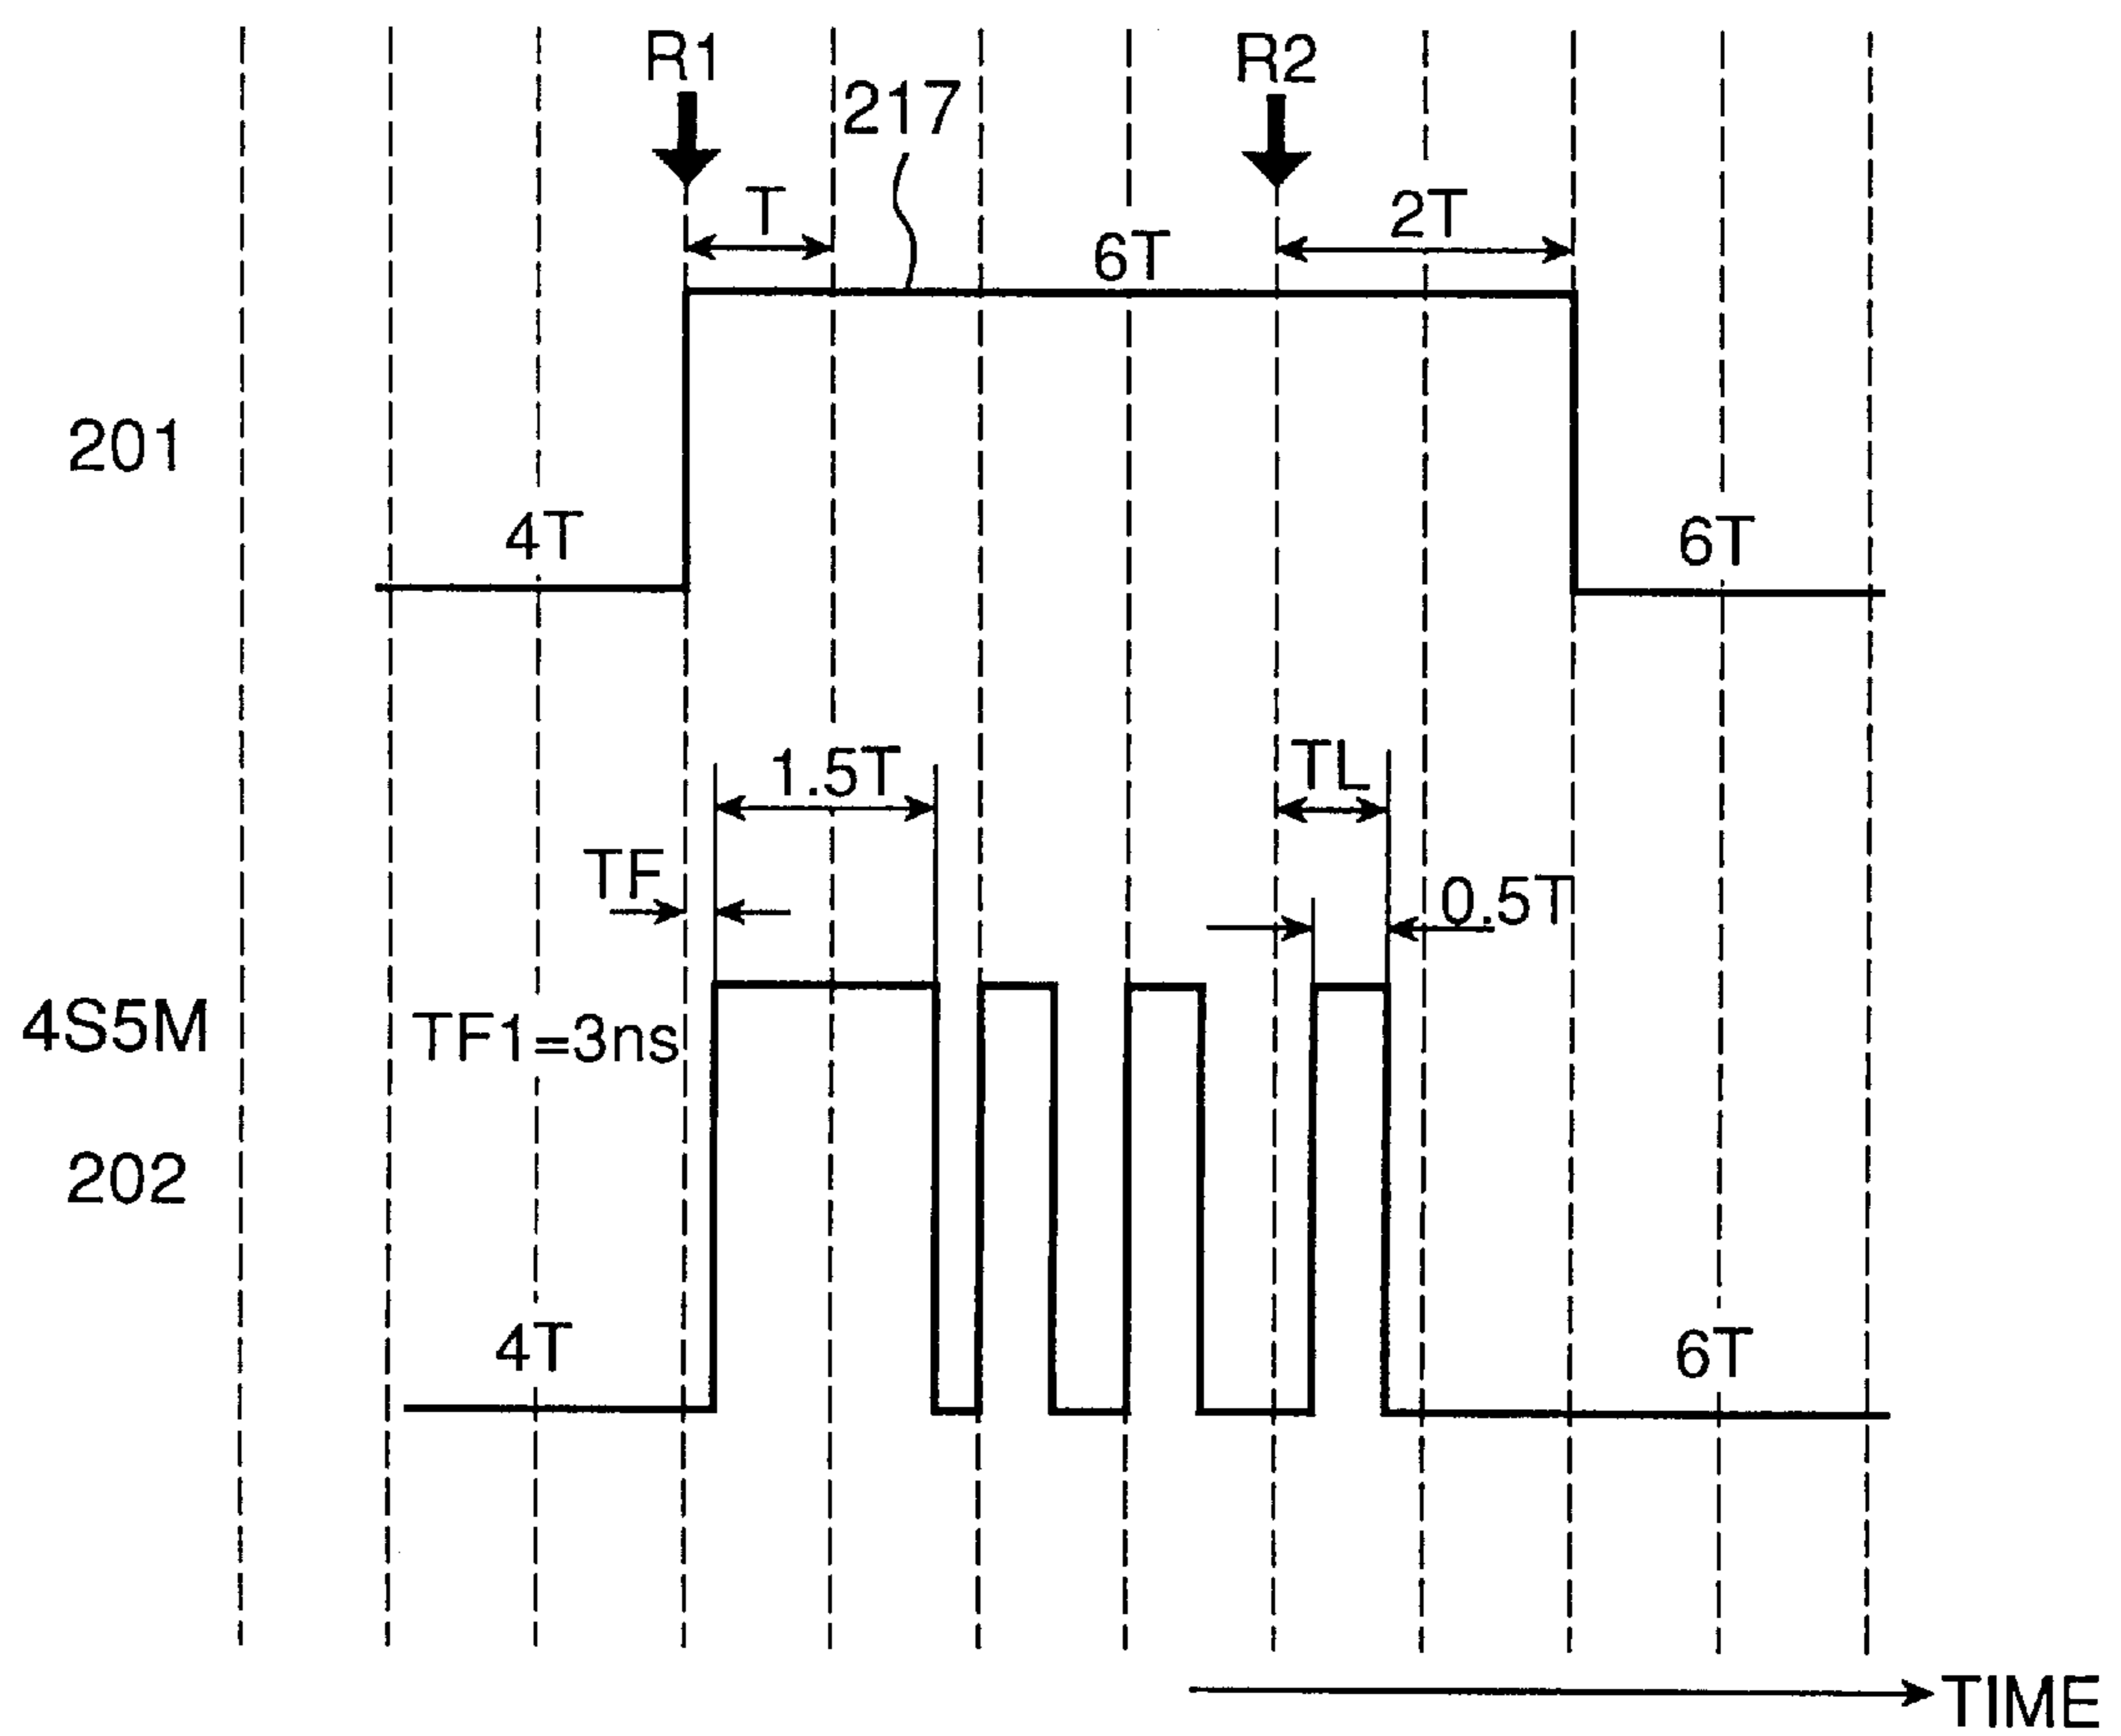 R1
R2
217
T
2T
6T
201
4T
6T
1.5T
TL
TF
0.5T
4S5M
TF1=3ns
202
4T
6T
TIME